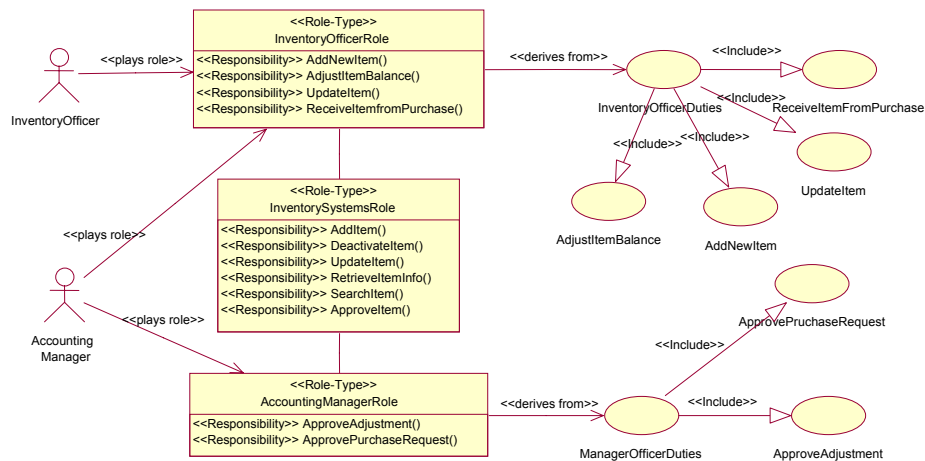 <<Role-Type>>
InventoryOfficerRole
<<Responsibility>> AddNewItem()
<<Responsibility>> AdjustItemBalance()
<<Responsibility>> UpdateItem()
<<Responsibility>> ReceiveItemfromPurchase()
<<plays role>>
InventoryOfficer
<<derives from>>
InventoryOfficerDuties
<<Include>>
ReceiveItemFromPurchase
<<Include>>
UpdateItem
<<Include>>
AdjustItemBalance
<<Include>>
AddNewItem
<<Role-Type>>
InventorySystemsRole
<<Responsibility>> AddItem()
<<Responsibility>> DeactivateItem()
<<Responsibility>> UpdateItem()
<<Responsibility>> RetrieveItemInfo()
<<Responsibility>> SearchItem()
<<Responsibility>> ApproveItem()
<<plays role>>
Accounting
Manager
<<plays role>>
<<Role-Type>>
AccountingManagerRole
<<Responsibility>> ApproveAdjustment()
<<Responsibility>> ApprovePurchaseRequest()
<<derives from>>
ManagerOfficerDuties
<<Include>>
ApprovePruchaseRequest
<<Include>>
ApproveAdjustment